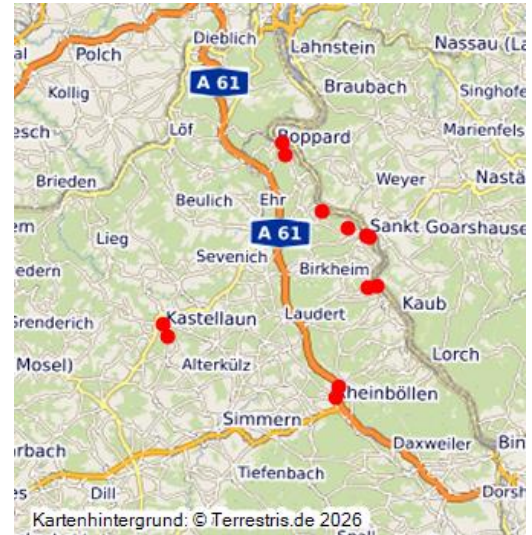 Dieblich
Lahnstein
Nassau (La
Polch
A 61
Braubach
Singhofe
Kollig
esch
Löf
Boppard
Marienfels
Brieden
Beulich
Ehr
Weyer
Nastä
Lieg
A 61
Sankt Goarshause
Sevenich
Birkheim
edern
Grenderich
Kastellaun
Laudert
Kaub
Mosel)
Alterkülz
Lorch
Rheinböllen
Simmern
arbach
Daxweiler
Bin
Tiefenbach
Dill
Dorsh
es
Kartenhintergrund: © Terrestris.de 2026